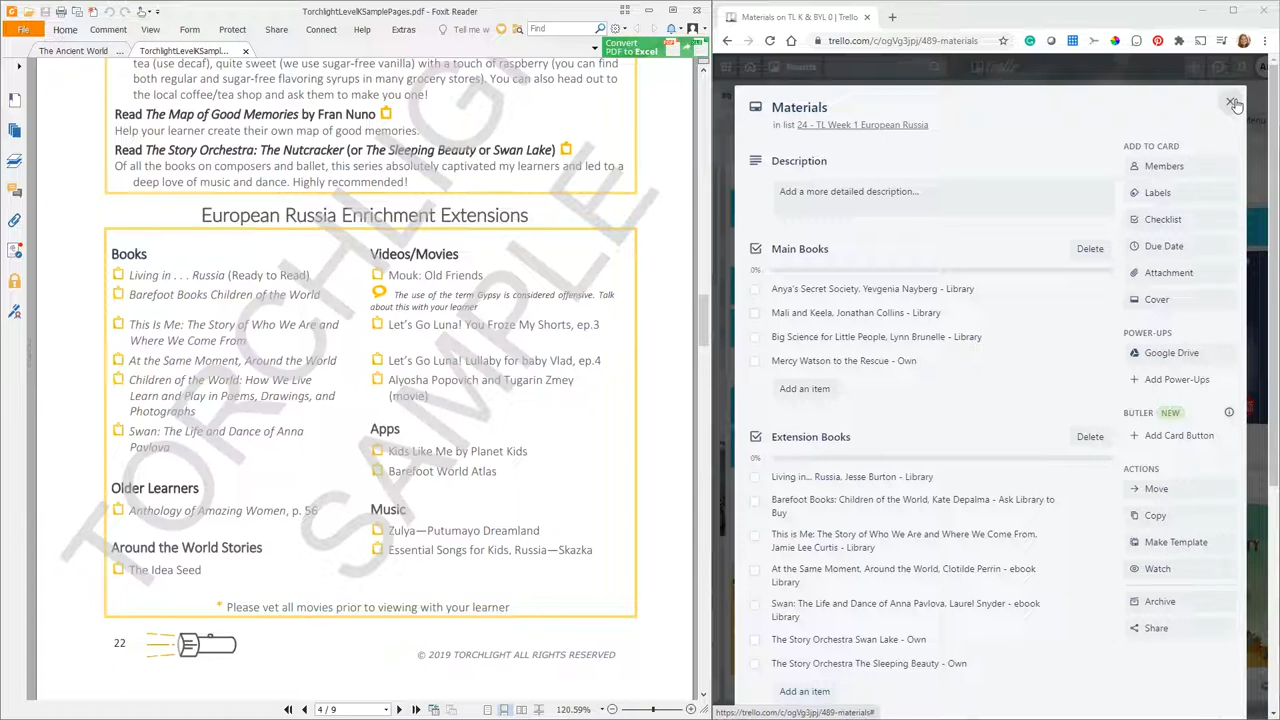 TorchlightLevelKSamplePages.pdf - Foxit Reader
File
Home
Comment
View
Form
Protect
Share
Help
Tell me w
Find
The Ancient World ...
TorchlightLevelKSampl...
Convert
PDF to Excel
tea (use decaf), quite sweet (we use sugar-free vanilla) with a touch of raspberry (you can
find both regular and sugar-free flavoring syrups in many grocery stores). You can also head out to
the local coffee/tea shop and ask them to make you one!
Read The Map of Good Memories by Fran Nuno
Help your learner create their own map of good memories.
Read The Story Orchestra: The Nutcracker (or The Sleeping Beauty or Swan Lake)
Of all the books on composers and ballet, this series absolutely captivated my learners and led to a
deep love of music and dance. Highly recommended!
European Russia Enrichment Extensions
Books
Living in . . . Russia (Ready to Read)
Barefoot Books Children of the World
This Is Me: The Story of Who We Are and
Where We Come From
At the Same Moment, Around the World
Children of the World: How We Live
Learn and Play in Poems, Drawings, and
Photographs
Swan: The Life and Dance of Anna
Pavlova
Older Learners
Anthology of Amazing Women, p. 56
Around the World Stories
The Idea Seed
Videos/Movies
Mouk: Old Friends
The use of the term Gypsy is considered offensive. Talk
about this with your learner
Let's Go Luna! You Froze My Shorts, ep.3
Let's Go Luna! Lullaby for baby Vlad, ep.4
Alyosha Popovich and Tugarin Zmey
(movie)
Apps
Kids Like Me by Planet Kids
Barefoot World Atlas
Music
Zulya—Putumayo Dreamland
Essential Songs for Kids, Russia—Skazka
* Please vet all movies prior to viewing with your learner
22
© 2019 TORCHLIGHT ALL RIGHTS RESERVED
TORCHLIGHT
SAMPLE
4 / 9
120.59%
Materials on TL K & BYL 0 | Trello
trello.com/c/ogVg3jpj/489-materials
Materials
in list 24 - TL Week 1 European Russia
Description
Add a more detailed description...
Main Books
Delete
0%
Anya's Secret Society, Yevgenia Nayberg - Library
Mali and Keela, Jonathan Collins - Library
Big Science for Little People, Lynn Brunelle - Library
Mercy Watson to the Rescue - Own
Add an item
Extension Books
Delete
0%
Living in... Russia, Jesse Burton - Library
Barefoot Books: Children of the World, Kate Depalma - Ask Library to
Buy
This is Me: The Story of Who We Are and Where We Come From,
Jamie Lee Curtis - Library
At the Same Moment, Around the World, Clotilde Perrin - ebook
Library
Swan: The Life and Dance of Anna Pavlova, Laurel Snyder - ebook
Library
The Story Orchestra Swan Lake - Own
The Story Orchestra The Sleeping Beauty - Own
Add an item
ADD TO CARD
Members
Labels
Checklist
Due Date
Attachment
Cover
POWER-UPS
Google Drive
Add Power-Ups
BUTLER NEW
Add Card Button
ACTIONS
Move
Copy
Make Template
Watch
Archive
Share
https://trello.com/c/ogVg3jpj/489-materials#